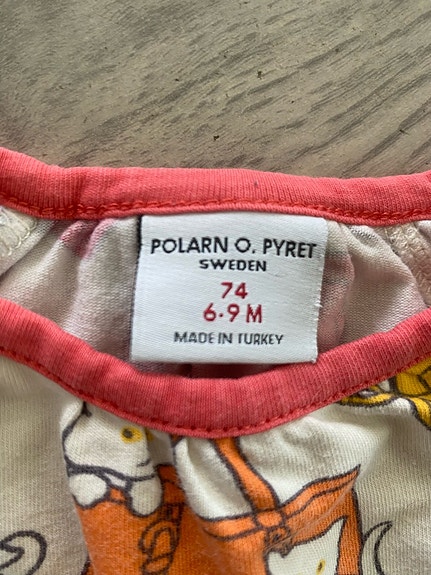 POLARN O. PYRET
SWEDEN
74
6-9 M
MADE IN TURKEY